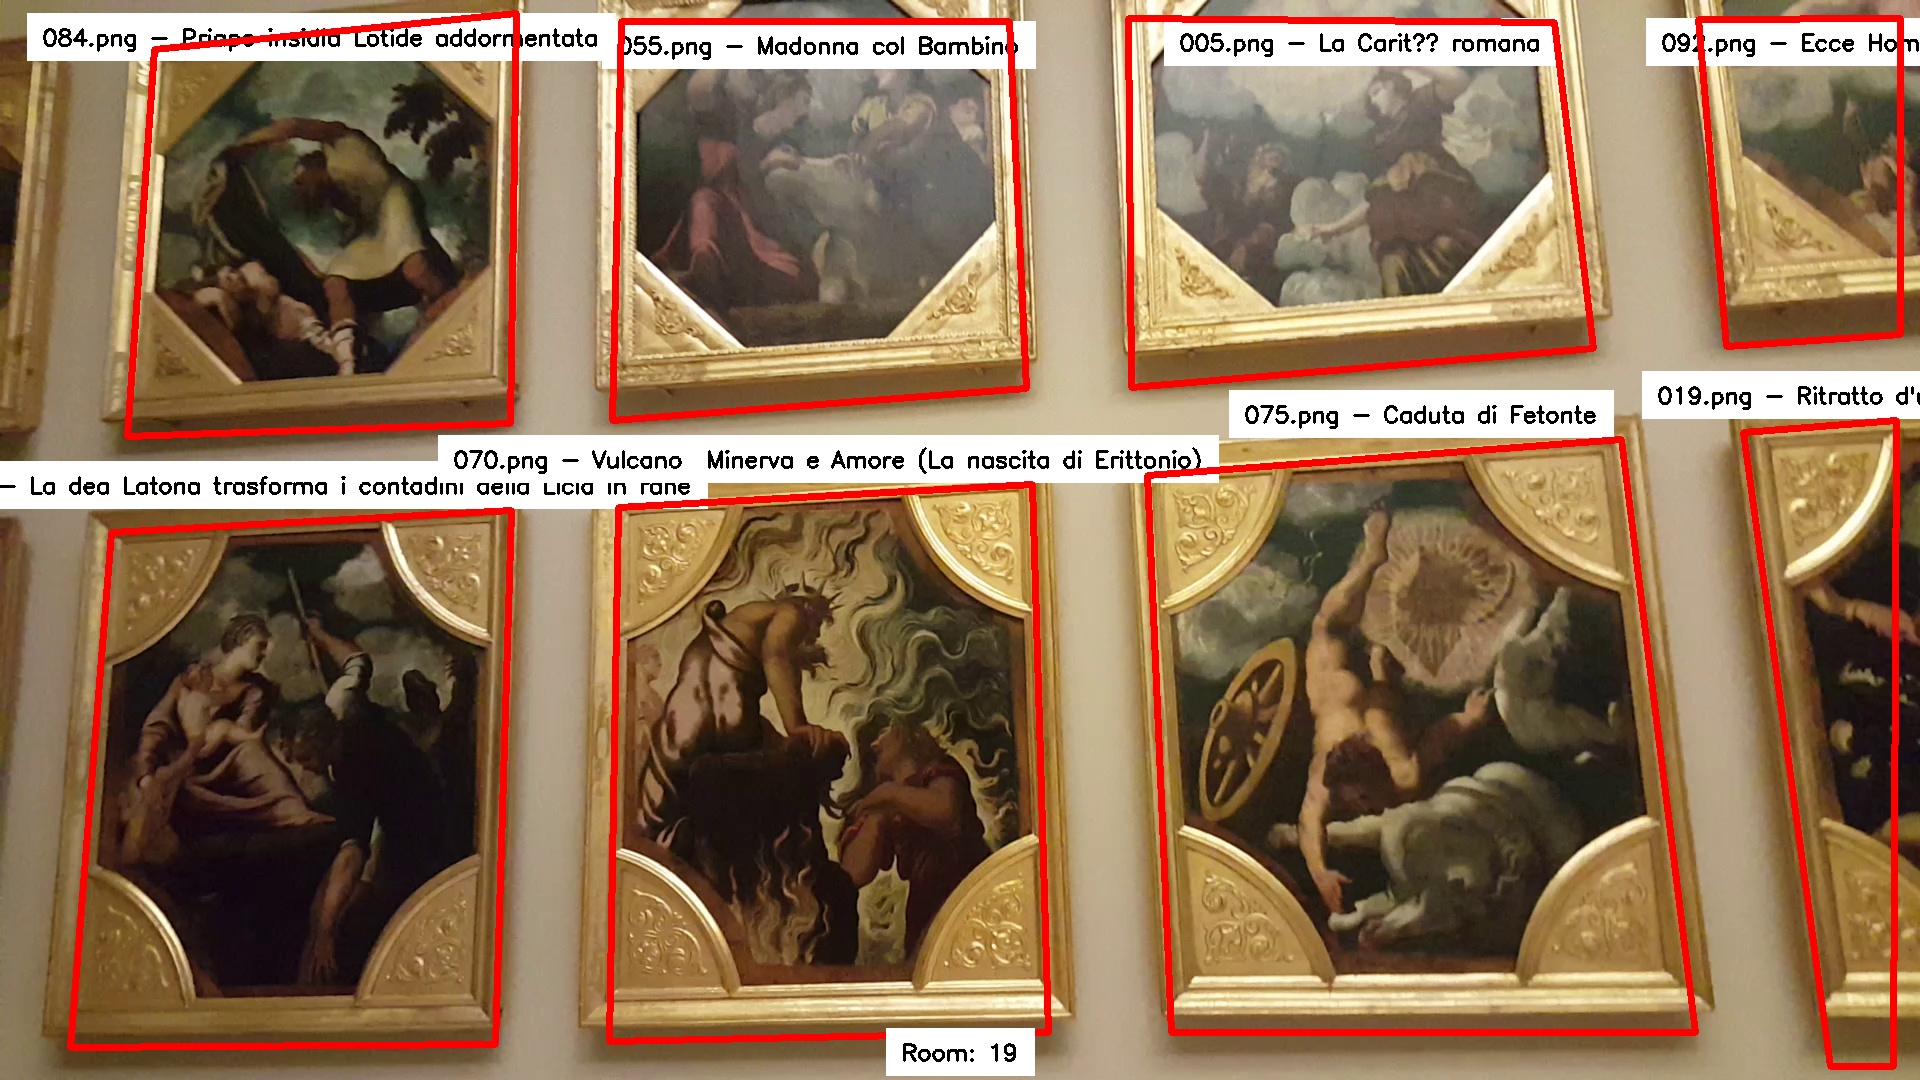 084.png - Priapo insidia Lotide addormentata
055.png - Madonna col Bambino
005.png - La Carit?? romana
092.png - Ecce Hom
075.png - Caduta di Fetonte
019.png - Ritratto d'u
070.png - Vulcano  Minerva e Amore (La nascita di Erittonio)
- La dea Latona trasforma i contadini della Licia in rane
Room: 19